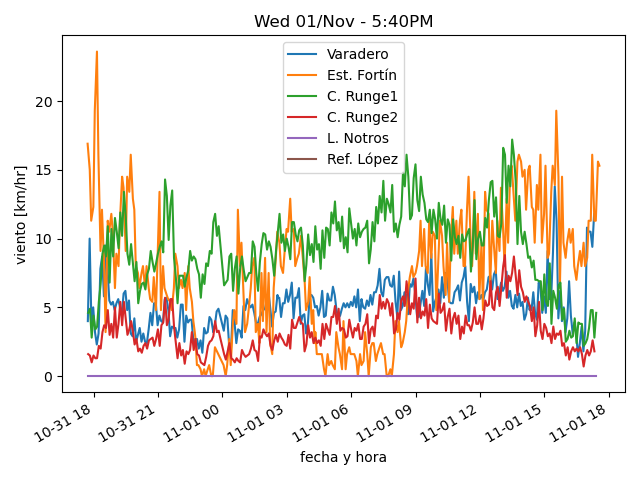 Wed 01/Nov - 5:40PM
Varadero
Est. Fortín
C. Runge1
C. Runge2
L. Notros
Ref. López
viento [km/hr]
20
15
10
5
0
10-31 18
10-31 21
11-01 00
11-01 03
11-01 06
11-01 09
11-01 12
11-01 15
11-01 18
fecha y hora